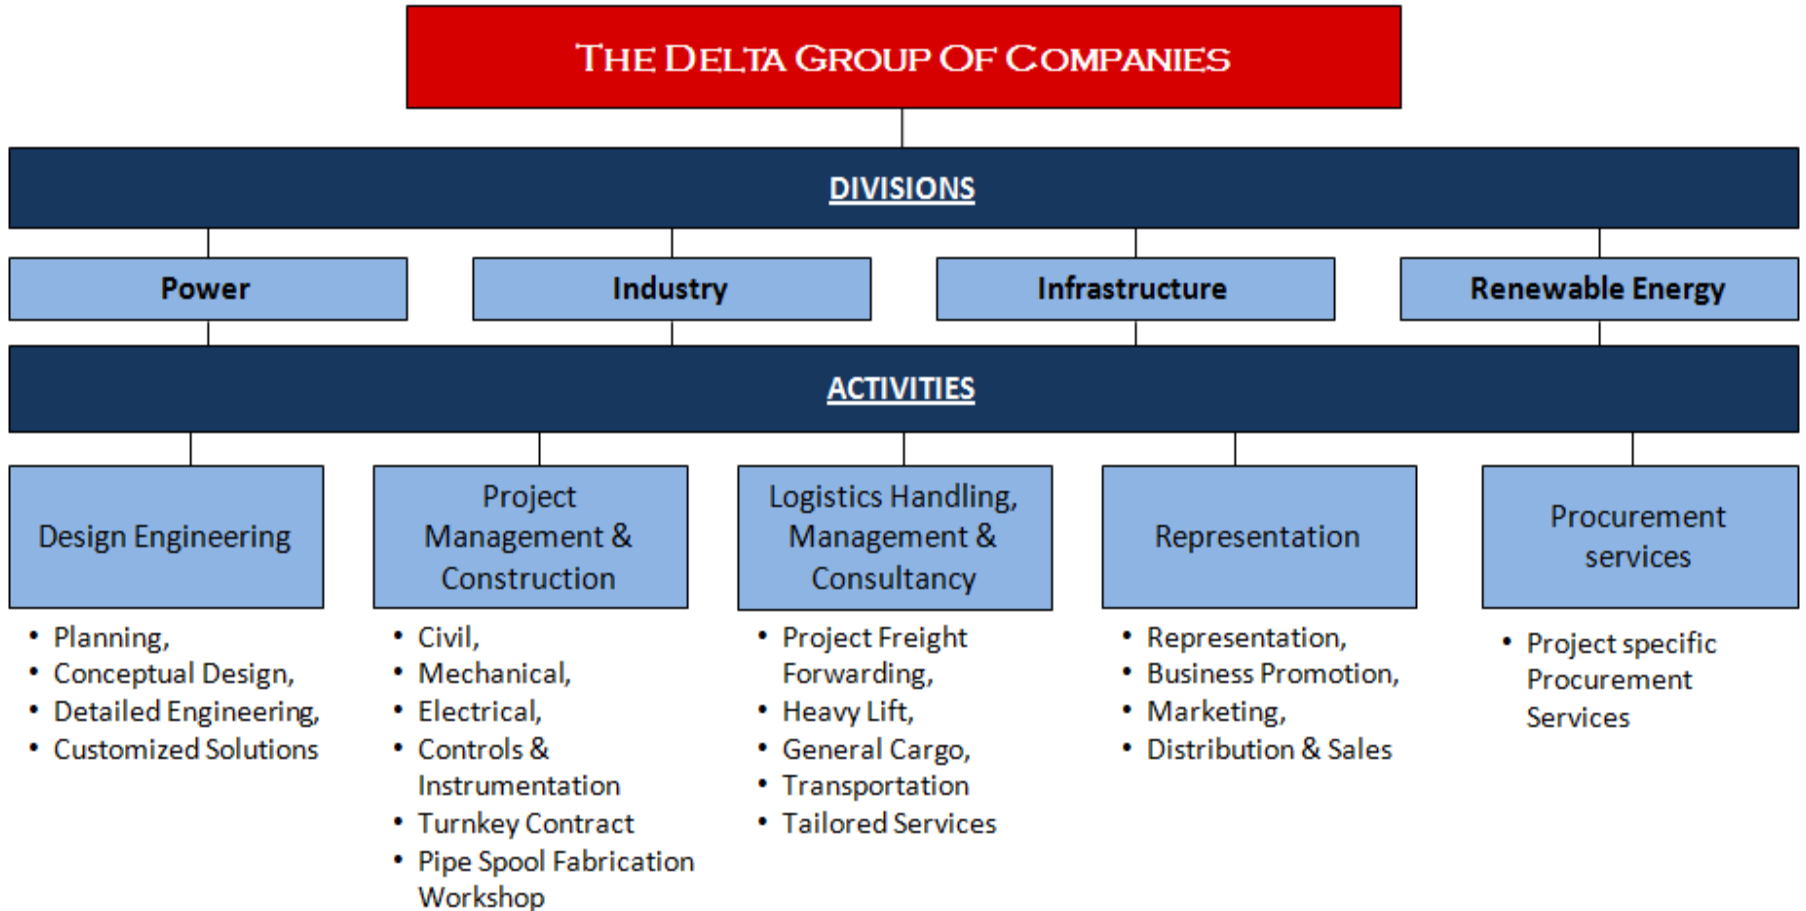 THE DELTA GROUP OF COMPANIES
DIVISIONS
Power
Industry
Infrastructure
Renewable Energy
ACTIVITIES
Design Engineering
• Planning,
• Conceptual Design,
• Detailed Engineering,
• Customized Solutions
Project
Management &
Construction
• Civil,
• Mechanical,
• Electrical,
• Controls &
Instrumentation
• Turnkey Contract
• Pipe Spool Fabrication
Workshop
Logistics Handling,
Management &
Consultancy
• Project Freight
Forwarding,
• Heavy Lift,
• General Cargo,
• Transportation
• Tailored Services
Representation
• Representation,
• Business Promotion,
• Marketing,
• Distribution & Sales
Procurement
services
• Project specific
Procurement
Services